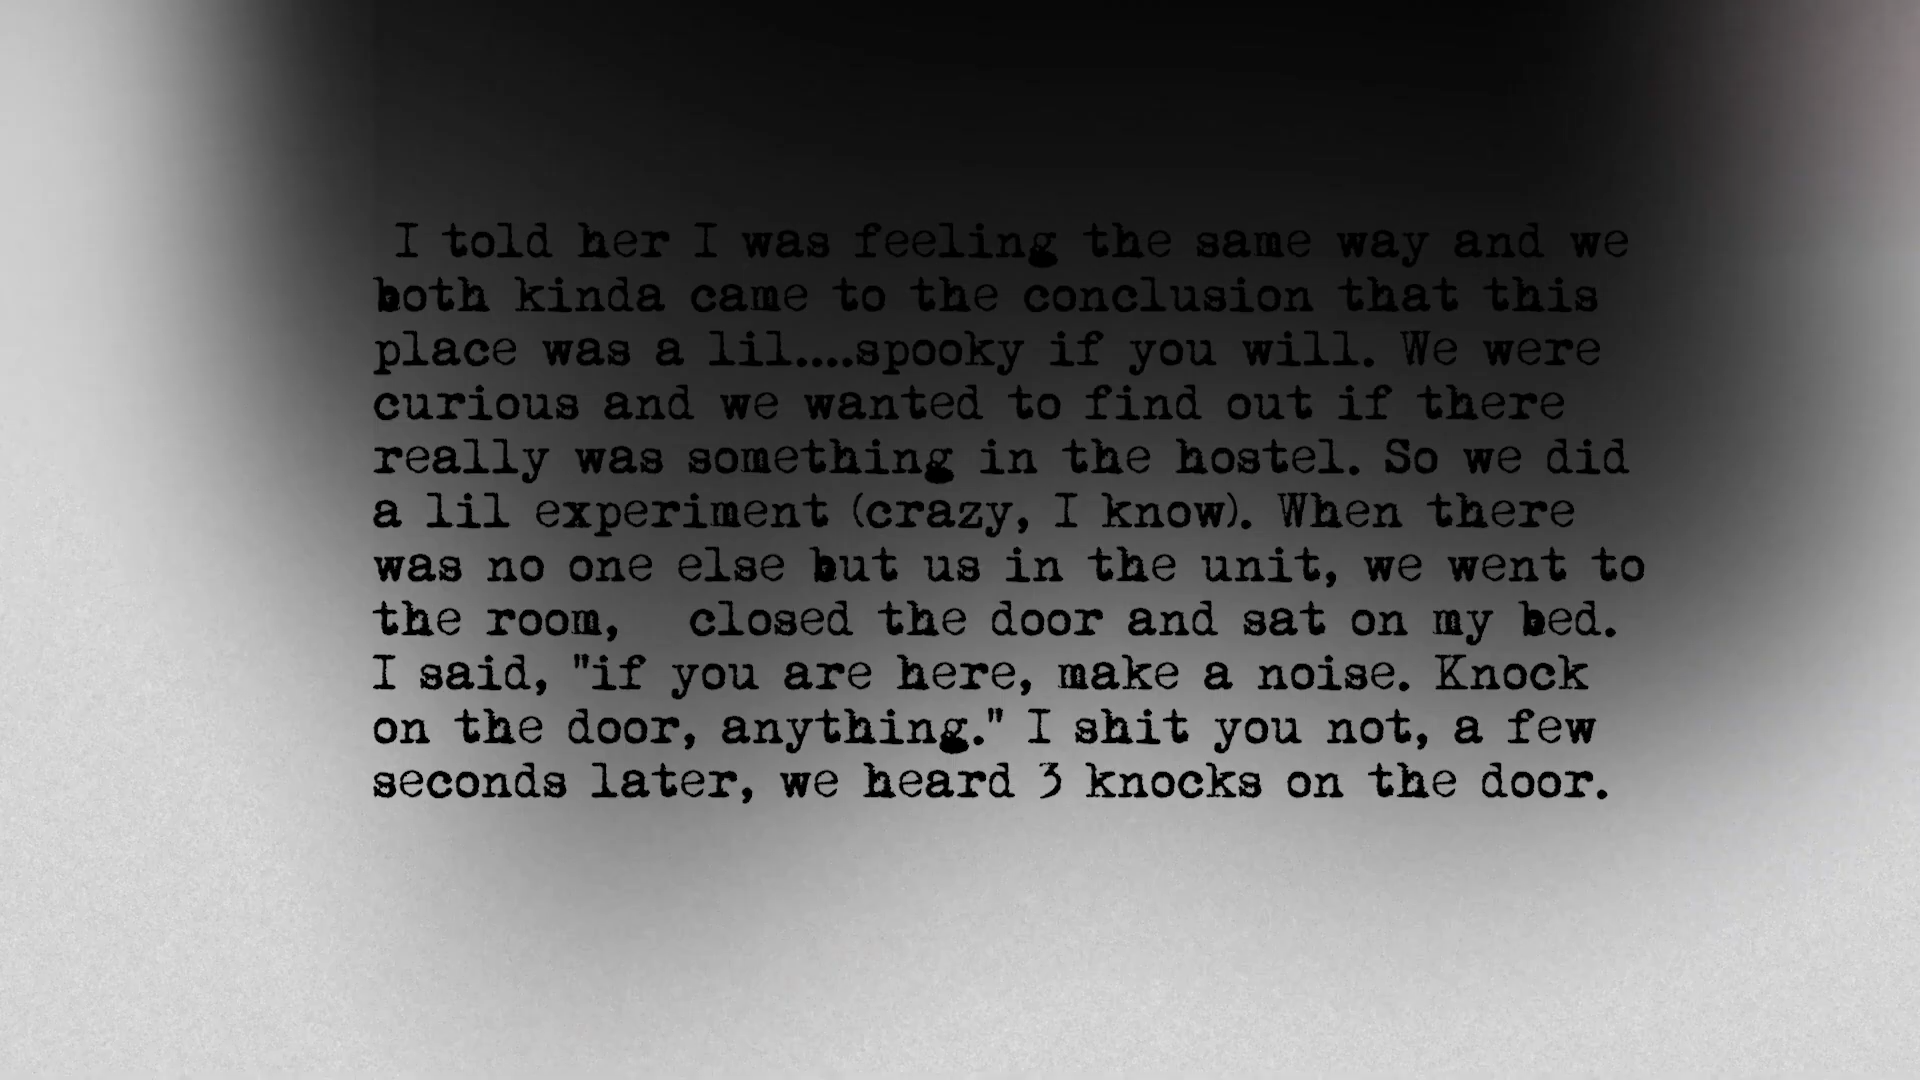 I told her I was feeling the same way and we
both kinda came to the conclusion that this
place was a lil....spooky if you will. We were
curious and we wanted to find out if there
really was something in the hostel. So we did
a lil experiment (crazy, I know). When there
was no one else but us in the unit, we went to
the room,   closed the door and sat on my bed.
I said, "if you are here, make a noise. Knock
on the door, anything." I shit you not, a few
seconds later, we heard 3 knocks on the door.